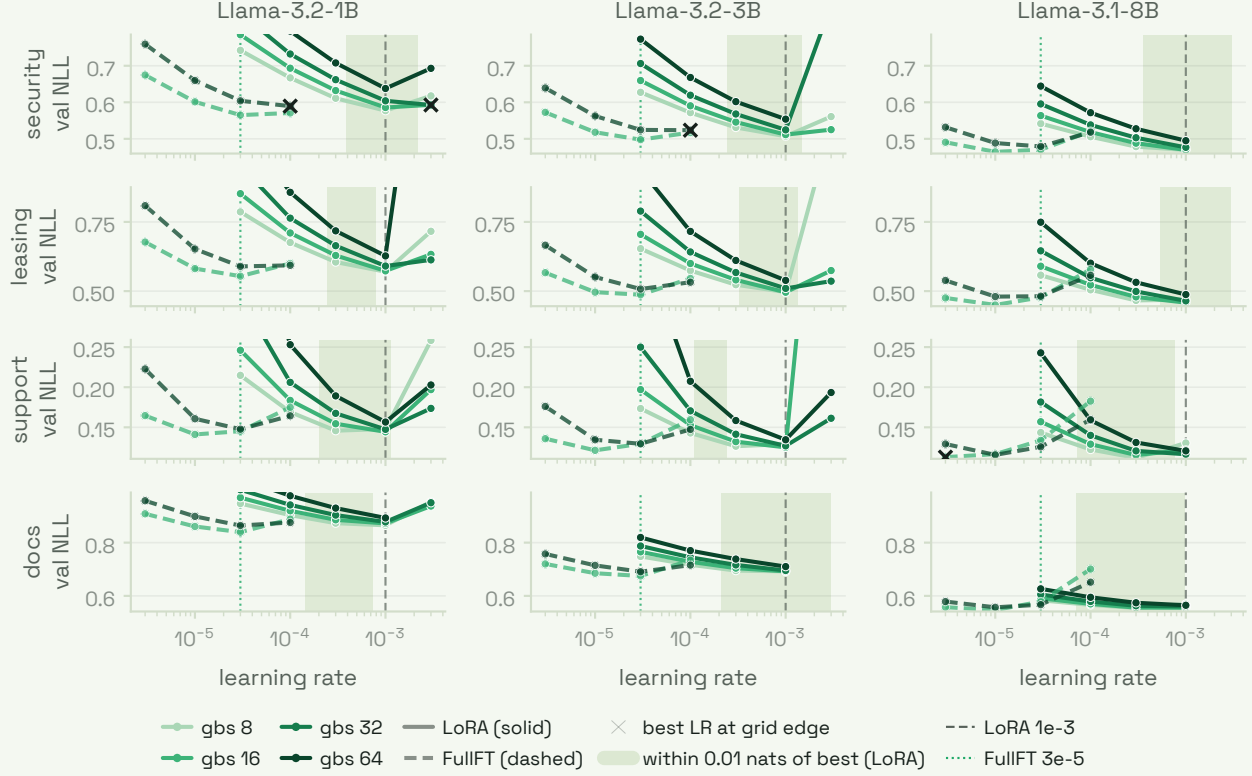 Llama-3.2-1B Llama-3.2-3B Llama-3.1-8B
security
val NLL
0.7 0.7 0.7
0.6 0.6 0.6
0.5 0.5 0.5
leasing
val NLL
0.75 0.75 0.75
0.50 0.50 0.50
support
val NLL
0.25 0.25 0.25
0.20 0.20 0.20
0.15 0.15 0.15
docs
val NLL
0.8 0.8 0.8
0.6 0.6 0.6
10⁻⁵ 10⁻⁴ 10⁻³ 10⁻⁵ 10⁻⁴ 10⁻³ 10⁻⁵ 10⁻⁴ 10⁻³
learning rate learning rate learning rate
gbs 8 gbs 32 LoRA (solid) best LR at grid edge LoRA 1e-3
gbs 16 gbs 64 FullFT (dashed) within 0.01 nats of best (LoRA) FullFT 3e-5